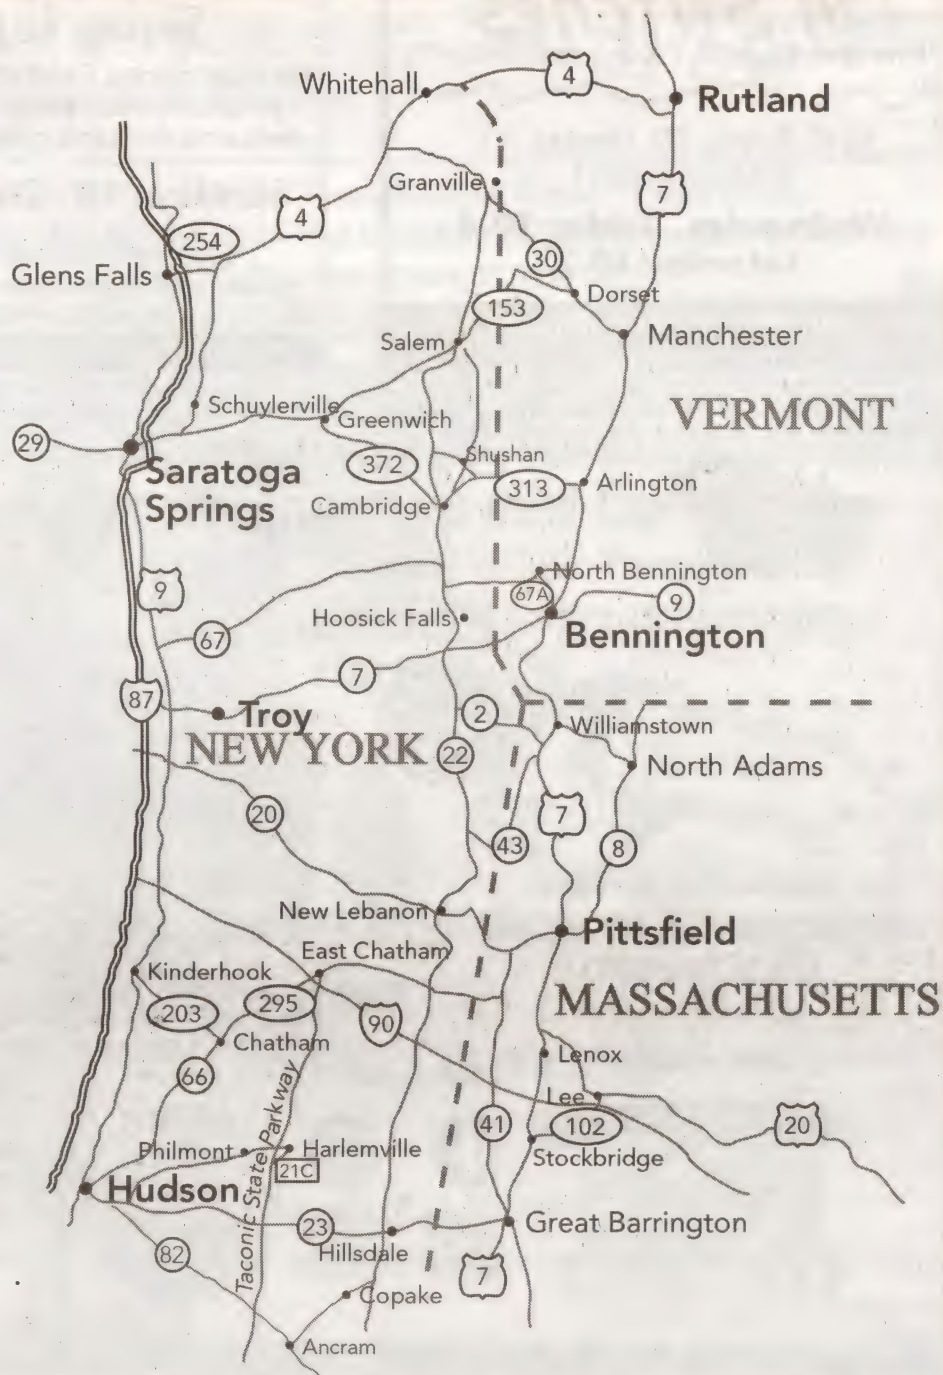 Whitehall
4
Rutland
Granville
7
4
254
Glens Falls
30
Dorset
153
Manchester
Salem
Schuylerville
Greenwich
VERMONT
29
372
Shushan
Saratoga
Springs
313
Arlington
Cambridge
9
North Bennington
67A
9
Hoosick Falls
67
Bennington
7
87
Troy
2
Williamstown
NEW YORK
22
North Adams
20
7
43
8
New Lebanon
Pittsfield
East Chatham
Kinderhook
295
MASSACHUSETTS
203
90
Chatham
Lenox
66
Lee
Taconic State Parkway
41
102
20
Philmont
Harlemville
21C
Stockbridge
Hudson
23
Great Barrington
Hillsdale
82
7
Copake
Ancram